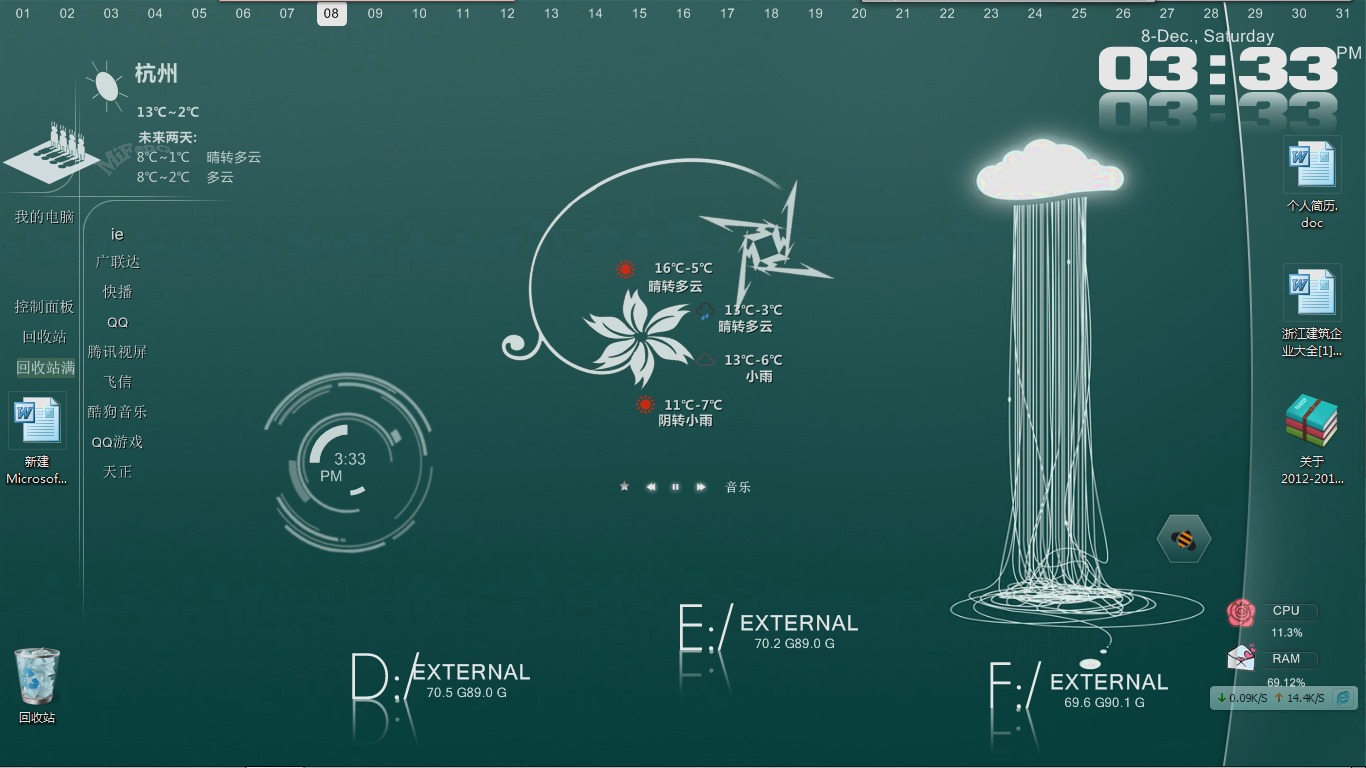 01 02 03 04 05 06 07 08 09 10 11 12 13 14 15 16 17 18 19 20 21 22 23 24 25 26 27 28 29 30 31
8-Dec., Saturday
03:33 PM
杭州
13℃~2℃
未来两天:
8℃~1℃ 晴转多云
8℃~2℃ 多云
我的电脑
控制面板
回收站
回收站满
新建
Microsof...
回收站
ie
广联达
快播
QQ
腾讯视屏
飞信
酷狗音乐
QQ游戏
天正
3:33
PM
16℃-5℃
晴转多云
13℃-3℃
晴转多云
13℃-6℃
小雨
11℃-7℃
阴转小雨
音乐
D:/ EXTERNAL
70.5 G89.0 G
E:/ EXTERNAL
70.2 G89.0 G
F:/ EXTERNAL
69.6 G90.1 G
个人简历.
doc
浙江建筑企
业大全[1]...
关于
2012-201...
CPU
11.3%
RAM
69.12%
0.09K/S 14.4K/S